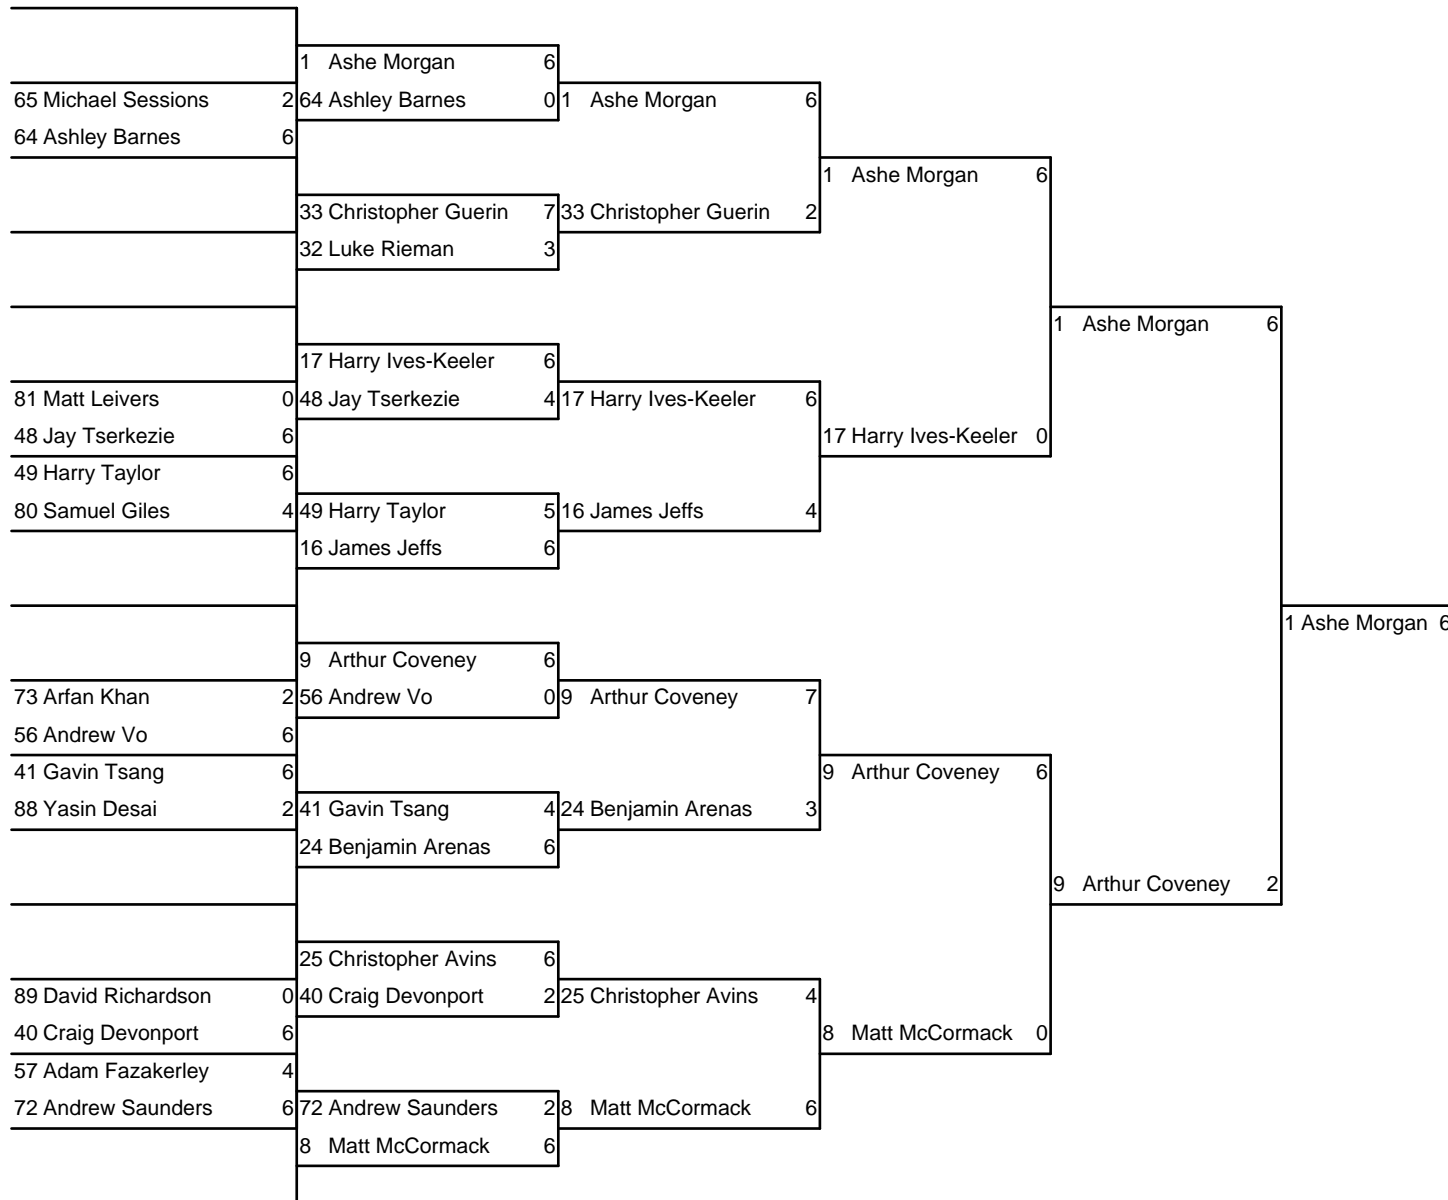 1 Ashe Morgan 6
65 Michael Sessions 2 64 Ashley Barnes 0 1 Ashe Morgan 6
64 Ashley Barnes 6
1 Ashe Morgan 6
33 Christopher Guerin 7 33 Christopher Guerin 2
32 Luke Rieman 3
1 Ashe Morgan 6
17 Harry Ives-Keeler 6
81 Matt Leivers 0 48 Jay Tserkezie 4 17 Harry Ives-Keeler 6
48 Jay Tserkezie 6 17 Harry Ives-Keeler 0
49 Harry Taylor 6
80 Samuel Giles 4 49 Harry Taylor 5 16 James Jeffs 4
16 James Jeffs 6
1 Ashe Morgan 6
9 Arthur Coveney 6
73 Arfan Khan 2 56 Andrew Vo 0 9 Arthur Coveney 7
56 Andrew Vo 6
41 Gavin Tsang 6 9 Arthur Coveney 6
88 Yasin Desai 2 41 Gavin Tsang 4 24 Benjamin Arenas 3
24 Benjamin Arenas 6
9 Arthur Coveney 2
25 Christopher Avins 6
89 David Richardson 0 40 Craig Devonport 2 25 Christopher Avins 4
40 Craig Devonport 6 8 Matt McCormack 0
57 Adam Fazakerley 4
72 Andrew Saunders 6 72 Andrew Saunders 2 8 Matt McCormack 6
8 Matt McCormack 6